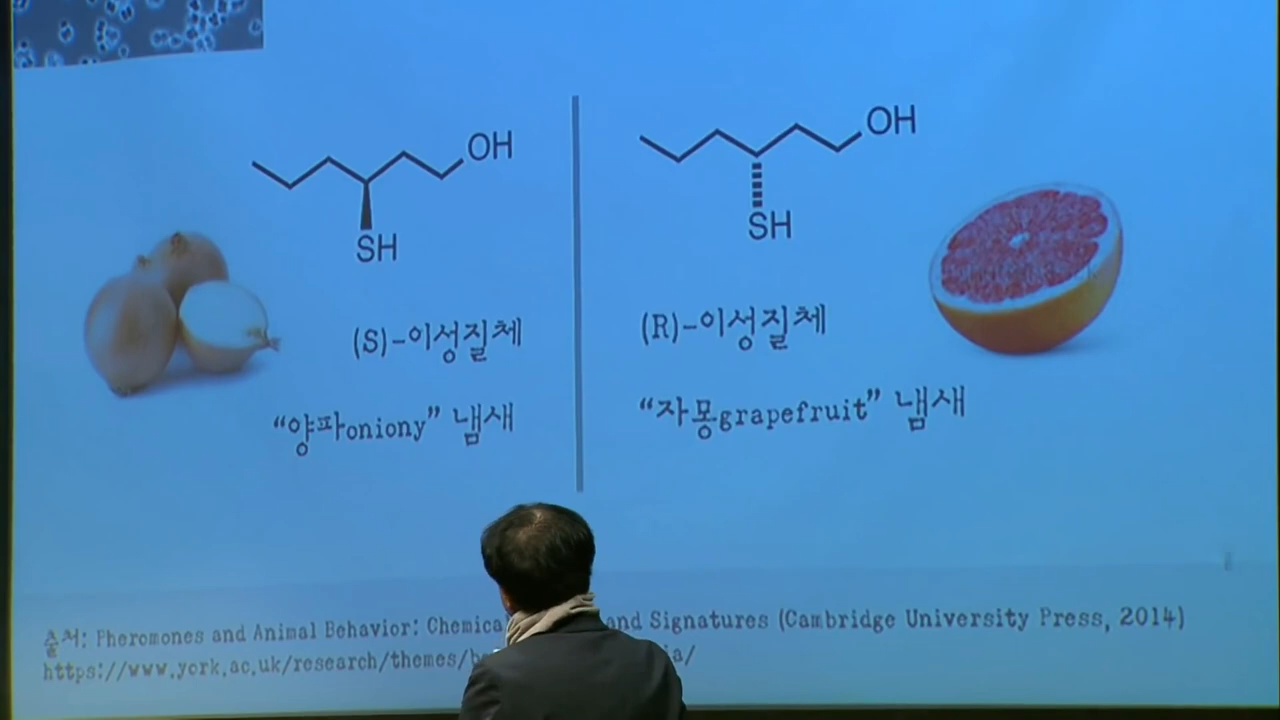 OH
SH
(S)-이성질체
“양파oniony” 냄새
OH
SH
(R)-이성질체
“자몽grapefruit” 냄새
출처: Pheromones and Animal Behavior: and Signatures (Cambridge University Press, 2014)
https://www.york.ac.uk/research/themes/